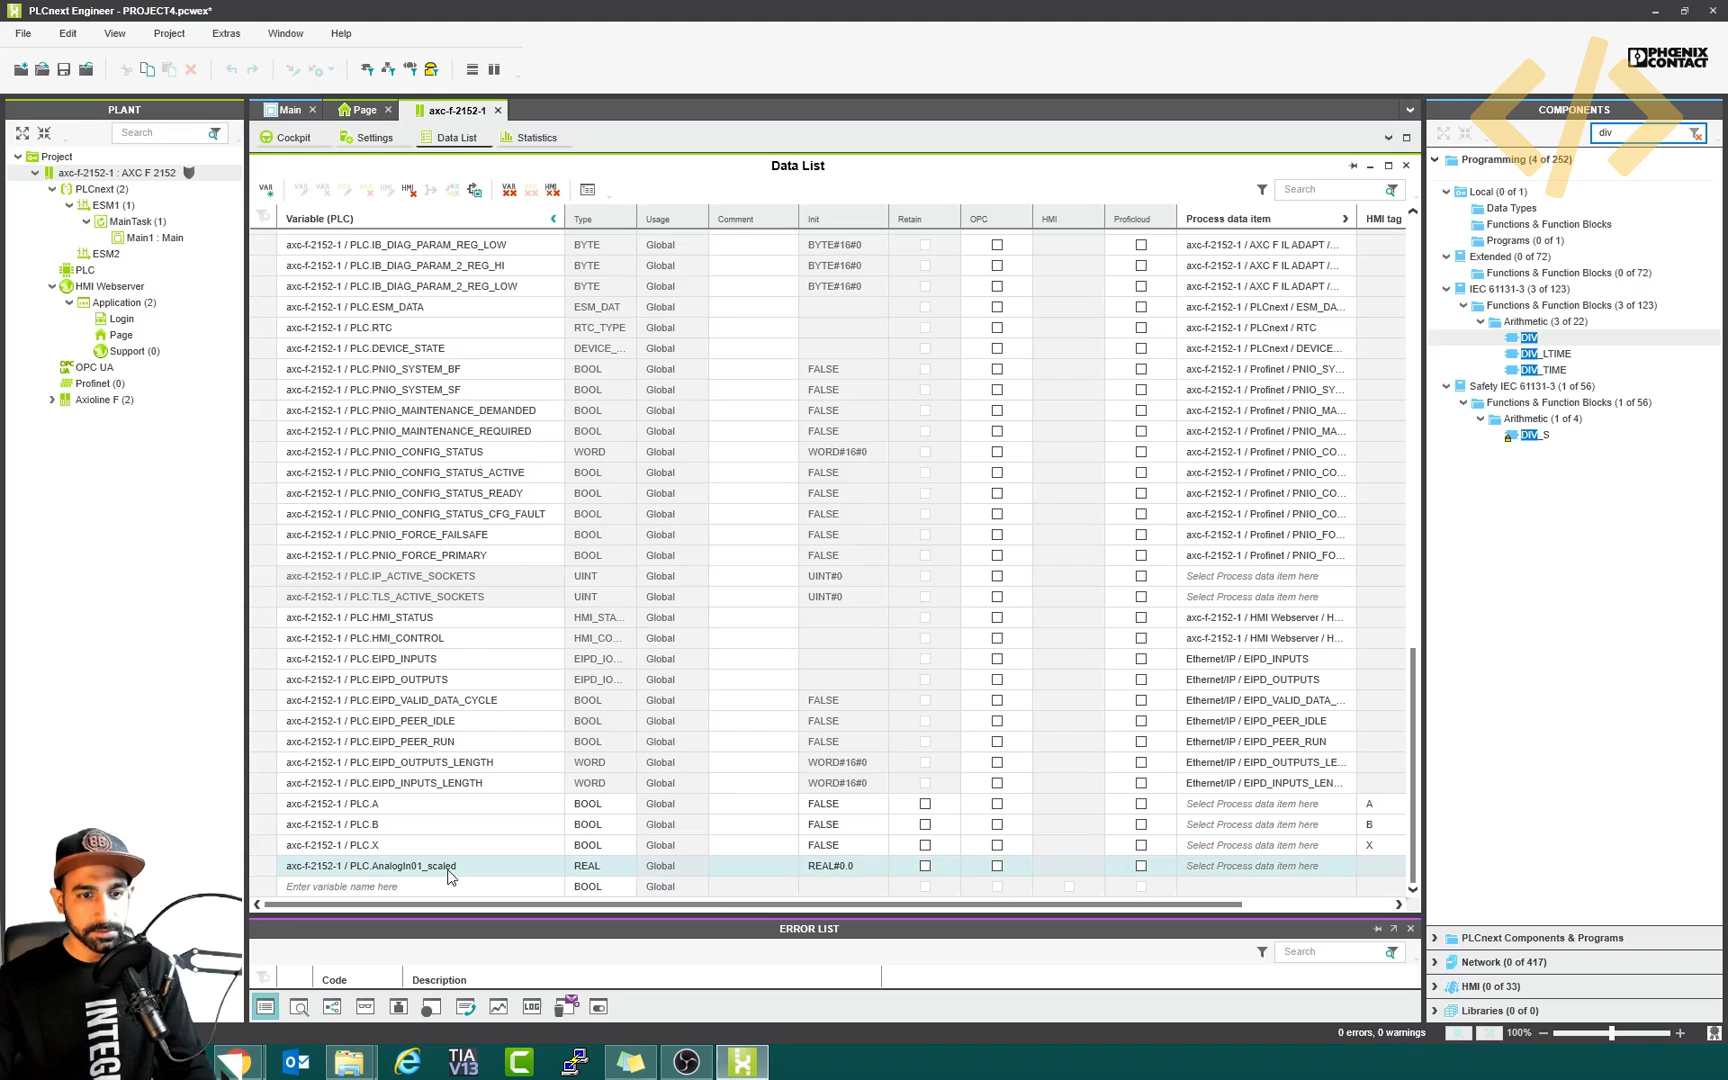 PLCnext Engineer - PROJECT4.pcwex*
File Edit View Project Extras Window Help
PHŒNIX CONTACT
PLANT
Search
Project
axc-f-2152-1 : AXC F 2152
PLCnext (2)
ESM1 (1)
MainTask (1)
Main1 : Main
ESM2
PLC
HMI Webserver
Application (2)
Login
Page
Support (0)
OPC UA
Profinet (0)
Axioline F (2)
Main Page axc-f-2152-1
Cockpit Settings Data List Statistics
Data List
Search
Variable (PLC) Type Usage Comment Init Retain OPC HMI Proficloud Process data item HMI tag
axc-f-2152-1 / PLC.IB_DIAG_PARAM_REG_LOW BYTE Global BYTE#16#0 axc-f-2152-1 / AXC F IL ADAPT /...
axc-f-2152-1 / PLC.IB_DIAG_PARAM_2_REG_HI BYTE Global BYTE#16#0 axc-f-2152-1 / AXC F IL ADAPT /...
axc-f-2152-1 / PLC.IB_DIAG_PARAM_2_REG_LOW BYTE Global BYTE#16#0 axc-f-2152-1 / AXC F IL ADAPT /...
axc-f-2152-1 / PLC.ESM_DATA ESM_DAT Global axc-f-2152-1 / PLCnext / ESM_DA...
axc-f-2152-1 / PLC.RTC RTC_TYPE Global axc-f-2152-1 / PLCnext / RTC
axc-f-2152-1 / PLC.DEVICE_STATE DEVICE_... Global axc-f-2152-1 / PLCnext / DEVICE...
axc-f-2152-1 / PLC.PNIO_SYSTEM_BF BOOL Global FALSE axc-f-2152-1 / Profinet / PNIO_SY...
axc-f-2152-1 / PLC.PNIO_SYSTEM_SF BOOL Global FALSE axc-f-2152-1 / Profinet / PNIO_SY...
axc-f-2152-1 / PLC.PNIO_MAINTENANCE_DEMANDED BOOL Global FALSE axc-f-2152-1 / Profinet / PNIO_MA...
axc-f-2152-1 / PLC.PNIO_MAINTENANCE_REQUIRED BOOL Global FALSE axc-f-2152-1 / Profinet / PNIO_MA...
axc-f-2152-1 / PLC.PNIO_CONFIG_STATUS WORD Global WORD#16#0 axc-f-2152-1 / Profinet / PNIO_CO...
axc-f-2152-1 / PLC.PNIO_CONFIG_STATUS_ACTIVE BOOL Global FALSE axc-f-2152-1 / Profinet / PNIO_CO...
axc-f-2152-1 / PLC.PNIO_CONFIG_STATUS_READY BOOL Global FALSE axc-f-2152-1 / Profinet / PNIO_CO...
axc-f-2152-1 / PLC.PNIO_CONFIG_STATUS_CFG_FAULT BOOL Global FALSE axc-f-2152-1 / Profinet / PNIO_CO...
axc-f-2152-1 / PLC.PNIO_FORCE_FAILSAFE BOOL Global FALSE axc-f-2152-1 / Profinet / PNIO_FO...
axc-f-2152-1 / PLC.PNIO_FORCE_PRIMARY BOOL Global FALSE axc-f-2152-1 / Profinet / PNIO_FO...
axc-f-2152-1 / PLC.IP_ACTIVE_SOCKETS UINT Global UINT#0 Select Process data item here
axc-f-2152-1 / PLC.TLS_ACTIVE_SOCKETS UINT Global UINT#0 Select Process data item here
axc-f-2152-1 / PLC.HMI_STATUS HMI_STA... Global axc-f-2152-1 / HMI Webserver / H...
axc-f-2152-1 / PLC.HMI_CONTROL HMI_CO... Global axc-f-2152-1 / HMI Webserver / H...
axc-f-2152-1 / PLC.EIPD_INPUTS EIPD_IO... Global Ethernet/IP / EIPD_INPUTS
axc-f-2152-1 / PLC.EIPD_OUTPUTS EIPD_IO... Global Ethernet/IP / EIPD_OUTPUTS
axc-f-2152-1 / PLC.EIPD_VALID_DATA_CYCLE BOOL Global FALSE Ethernet/IP / EIPD_VALID_DATA_...
axc-f-2152-1 / PLC.EIPD_PEER_IDLE BOOL Global FALSE Ethernet/IP / EIPD_PEER_IDLE
axc-f-2152-1 / PLC.EIPD_PEER_RUN BOOL Global FALSE Ethernet/IP / EIPD_PEER_RUN
axc-f-2152-1 / PLC.EIPD_OUTPUTS_LENGTH WORD Global WORD#16#0 Ethernet/IP / EIPD_OUTPUTS_LE...
axc-f-2152-1 / PLC.EIPD_INPUTS_LENGTH WORD Global WORD#16#0 Ethernet/IP / EIPD_INPUTS_LEN...
axc-f-2152-1 / PLC.A BOOL Global FALSE Select Process data item here A
axc-f-2152-1 / PLC.B BOOL Global FALSE Select Process data item here B
axc-f-2152-1 / PLC.X BOOL Global FALSE Select Process data item here X
axc-f-2152-1 / PLC.AnalogIn01_scaled REAL Global REAL#0.0 Select Process data item here
Enter variable name here BOOL Global
ERROR LIST
Search
Code Description
COMPONENTS
div
Programming (4 of 252)
Local (0 of 1)
Data Types
Functions & Function Blocks
Programs (0 of 1)
Extended (0 of 72)
Functions & Function Blocks (0 of 72)
IEC 61131-3 (3 of 123)
Functions & Function Blocks (3 of 123)
Arithmetic (3 of 22)
DIV
DIV_LTIME
DIV_TIME
Safety IEC 61131-3 (1 of 56)
Functions & Function Blocks (1 of 56)
Arithmetic (1 of 4)
DIV_S
PLCnext Components & Programs
Network (0 of 417)
HMI (0 of 33)
Libraries (0 of 0)
0 errors, 0 warnings 100%
TIA V13
INTEG